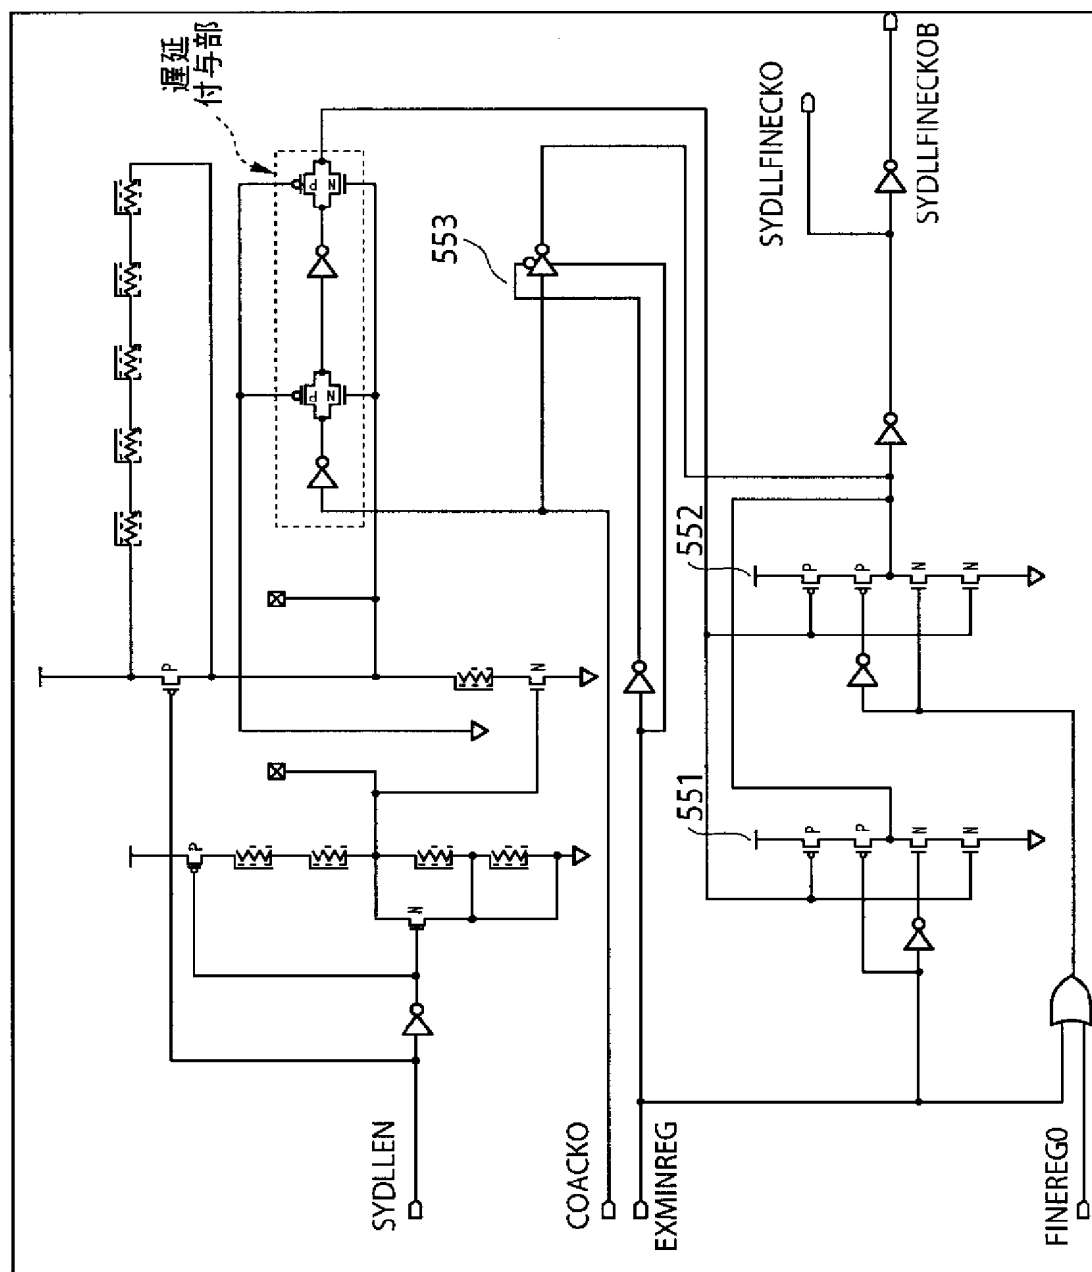 遅延
付与部
SYDLLEN
COACKO
EXMINREG
FINEREG0
551
552
553
SYDLLFINECKO
SYDLLFINECKOB
P
P
N
N
P
N
P
N
P
P
N
N
P
P
N
N